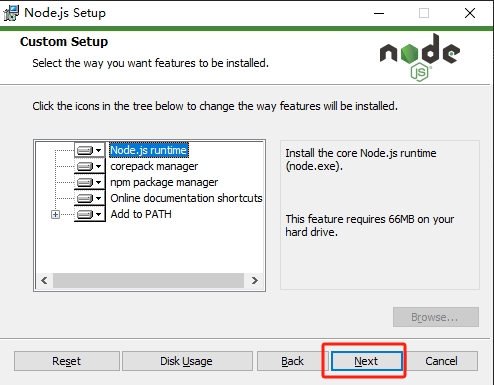 Node.js Setup
Custom Setup
Select the way you want features to be installed.
node
JS
Click the icons in the tree below to change the way features will be installed.
Node.js runtime
corepack manager
npm package manager
Online documentation shortcuts
Add to PATH
Install the core Node.js runtime
(node.exe).
This feature requires 66MB on your
hard drive.
Browse...
Reset
Disk Usage
Back
Next
Cancel